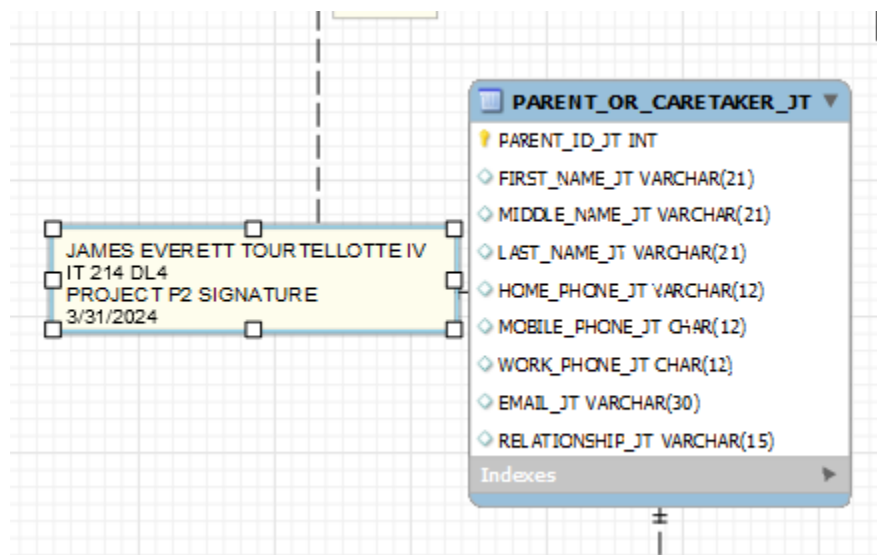 JAMES EVERETT TOURTELLOTTE IV
IT 214 DL4
PROJECT P2 SIGNATURE
3/31/2024
PARENT_OR_CARETAKER_JT
PARENT_ID_JT INT
FIRST_NAME_JT VARCHAR(21)
MIDDLE_NAME_JT VARCHAR(21)
LAST_NAME_JT VARCHAR(21)
HOME_PHONE_JT VARCHAR(12)
MOBILE_PHONE_JT CHAR(12)
WORK_PHONE_JT CHAR(12)
EMAIL_JT VARCHAR(30)
RELATIONSHIP_JT VARCHAR(15)
Indexes